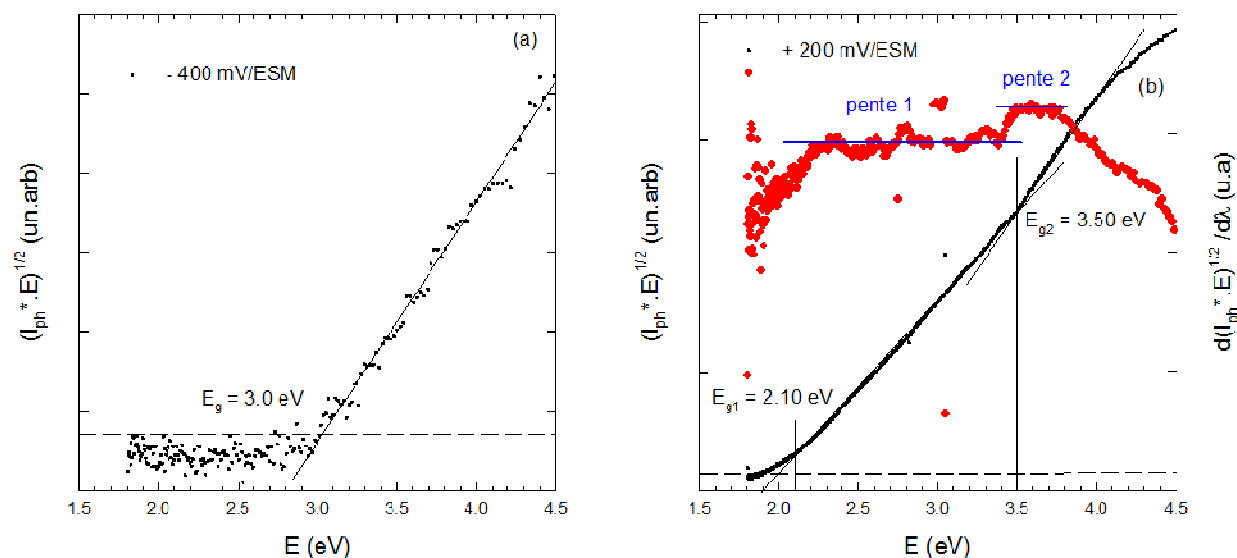 (a)
- 400 mV/ESM
E_g = 3.0 eV
(I_ph*.E)^1/2 (un.arb)
1.5 2.0 2.5 3.0 3.5 4.0 4.5
E (eV)
+ 200 mV/ESM
(b)
pente 2
pente 1
E_g2 = 3.50 eV
E_g1 = 2.10 eV
(I_ph*.E)^1/2 (un.arb)
d(I_ph*.E)^1/2 /dλ (u.a)
1.5 2.0 2.5 3.0 3.5 4.0 4.5
E (eV)